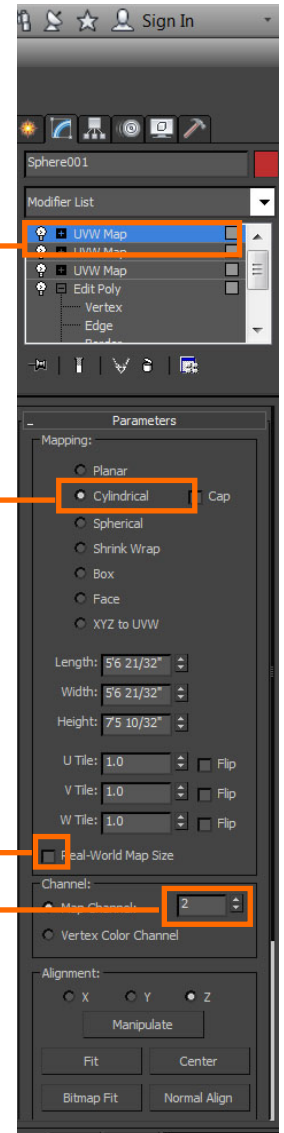 Sign In
Sphere001
Modifier List
UVW Map
UVW Map
UVW Map
Edit Poly
Vertex
Edge
Parameters
Mapping:
Planar
Cylindrical Cap
Spherical
Shrink Wrap
Box
Face
XYZ to UVW
Length: 5'6 21/32"
Width: 5'6 21/32"
Height: 7'5 10/32"
U Tile: 1.0 Flip
V Tile: 1.0 Flip
W Tile: 1.0 Flip
Real-World Map Size
Channel:
Map Channel: 2
Vertex Color Channel
Alignment:
X Y Z
Manipulate
Fit Center
Bitmap Fit Normal Align